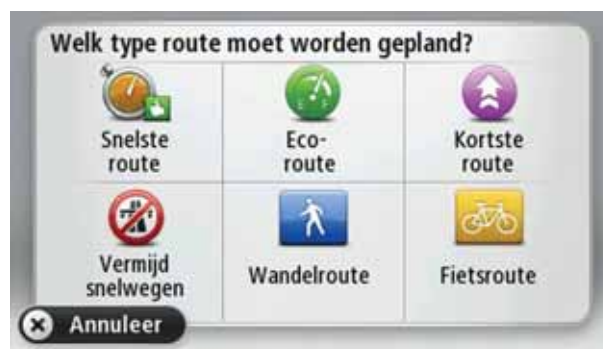 Welk type route moet worden gepland?
Snelste
route
Eco-
route
Kortste
route
Vermijd
snelwegen
Wandelroute
Fietsroute
Annuleer